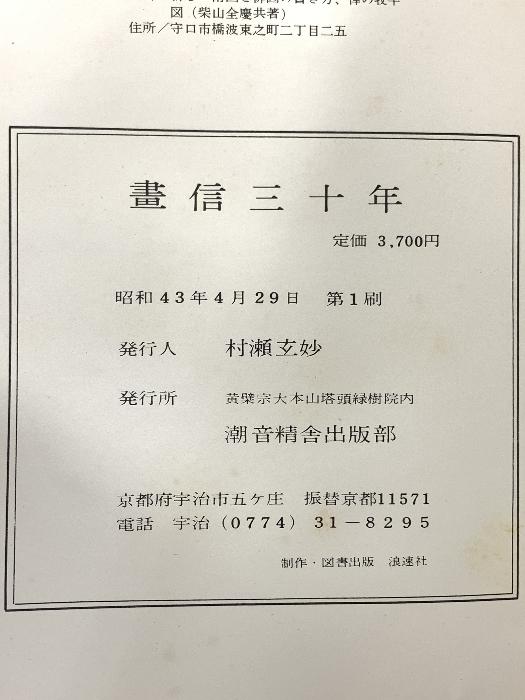 図（柴山全慶共著）
住所／守口市橋波東之町二丁目二五
畫信三十年
定価 3,700円
昭和43年4月29日 第1刷
発行人 村瀬玄妙
発行所 黄檗宗大本山塔頭緑樹院内
潮音精舎出版部
京都府宇治市五ケ庄 振替京都11571
電話 宇治（0774）31－8295
制作・図書出版 浪速社